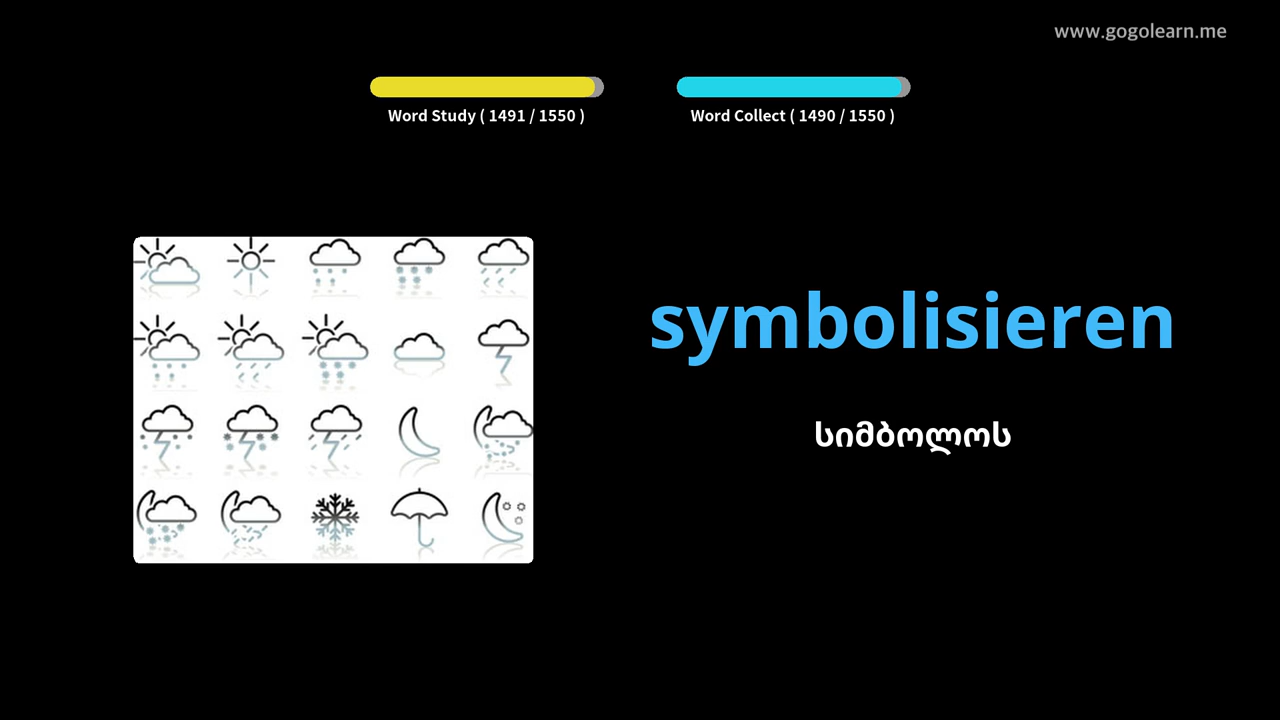 www.gogolearn.me
Word Study ( 1491 / 1550 )
Word Collect ( 1490 / 1550 )
symbolisieren
სიმბოლოს